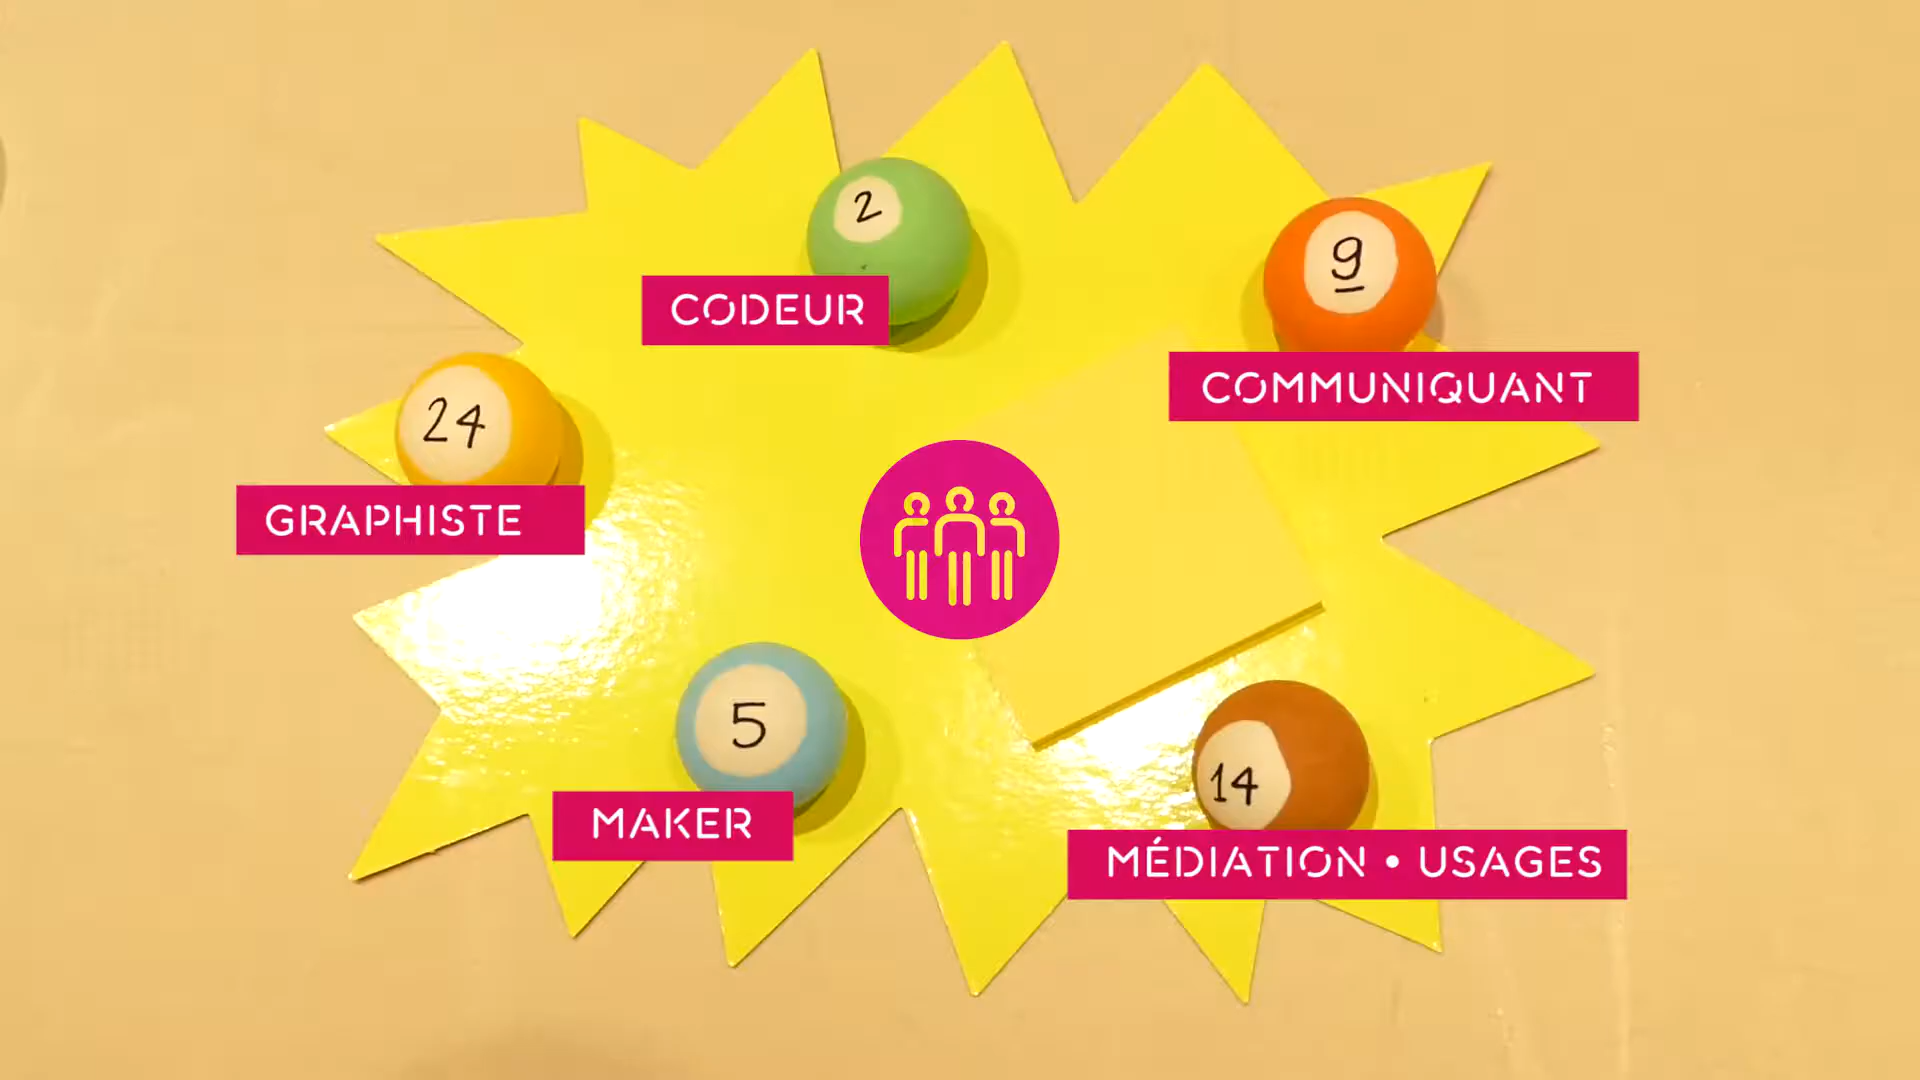 2
CODEUR
9
COMMUNIQUANT
24
GRAPHISTE
5
MAKER
14
MÉDIATION • USAGES